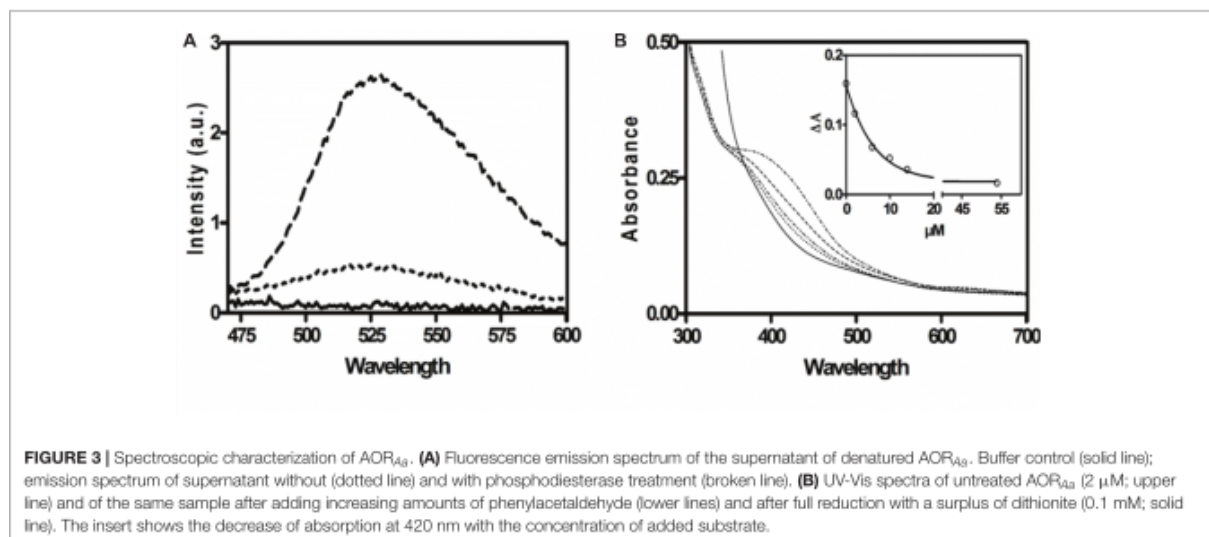 A
3
2
1
0
Intensity (a.u.)
475 500 525 550 575 600
Wavelength
B
0.50
0.25
0.00
Absorbance
300 400 500 600 700
Wavelength
0.2
0.1
0.0
ΔA
0 10 20 45 55
µM
FIGURE 3 | Spectroscopic characterization of AORAa. (A) Fluorescence emission spectrum of the supernatant of denatured AORAa. Buffer control (solid line);
emission spectrum of supernatant without (dotted line) and with phosphodiesterase treatment (broken line). (B) UV-Vis spectra of untreated AORAa (2 µM; upper
line) and of the same sample after adding increasing amounts of phenylacetaldehyde (lower lines) and after full reduction with a surplus of dithionite (0.1 mM; solid
line). The insert shows the decrease of absorption at 420 nm with the concentration of added substrate.